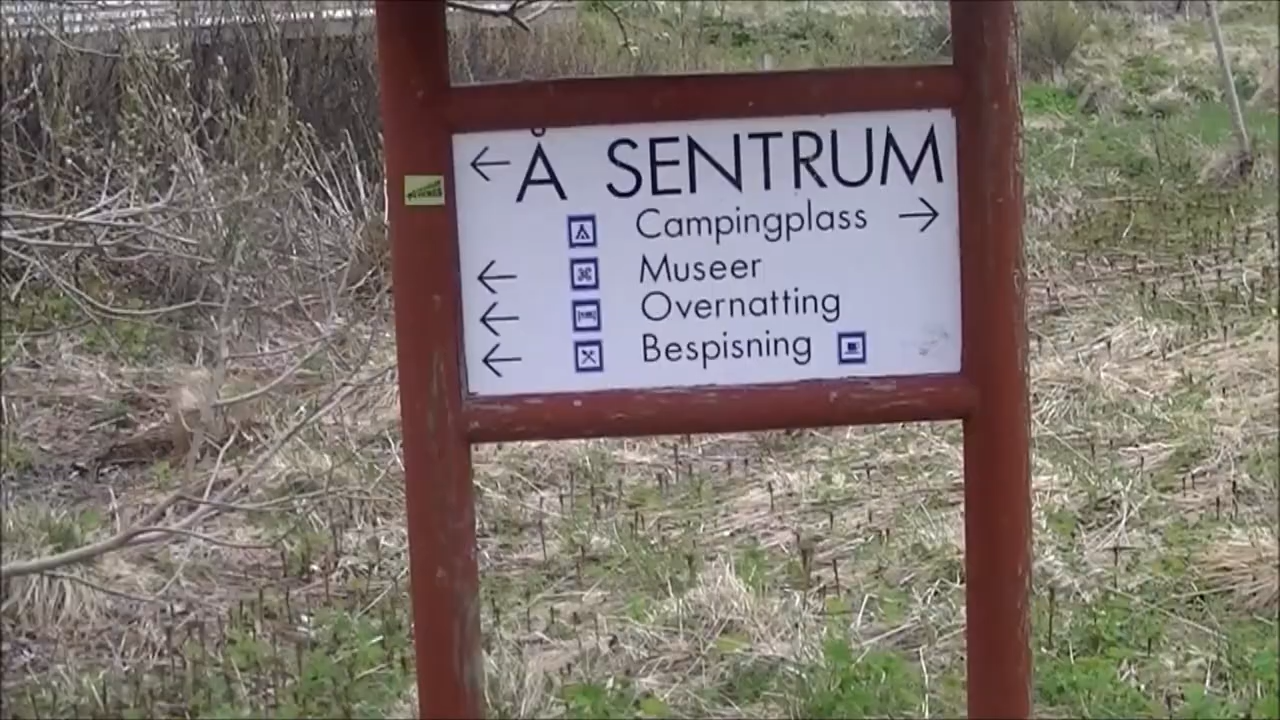 ← Å SENTRUM
Campingplass →
← Museer
← Overnatting
← Bespisning